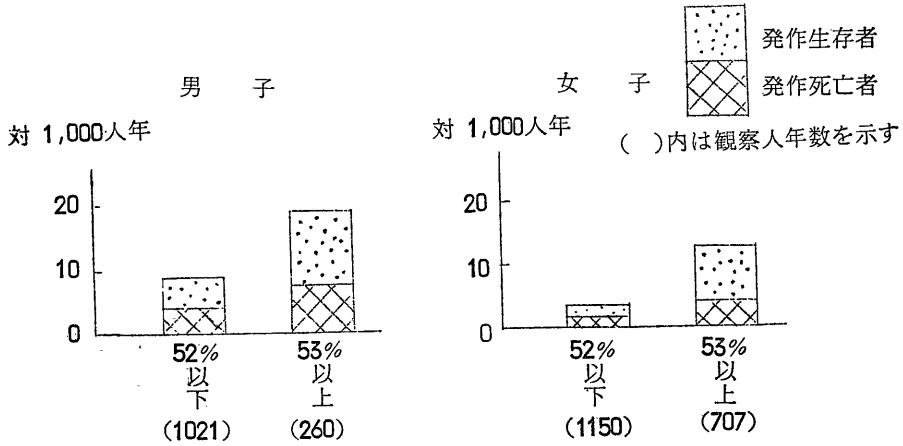 発作生存者
発作死亡者
( )内は観察人年数を示す
男子
対 1,000人年
20
10
0
52%以下
(1021)
53%以上
(260)
女子
対 1,000人年
20
10
0
52%以下
(1150)
53%以上
(707)